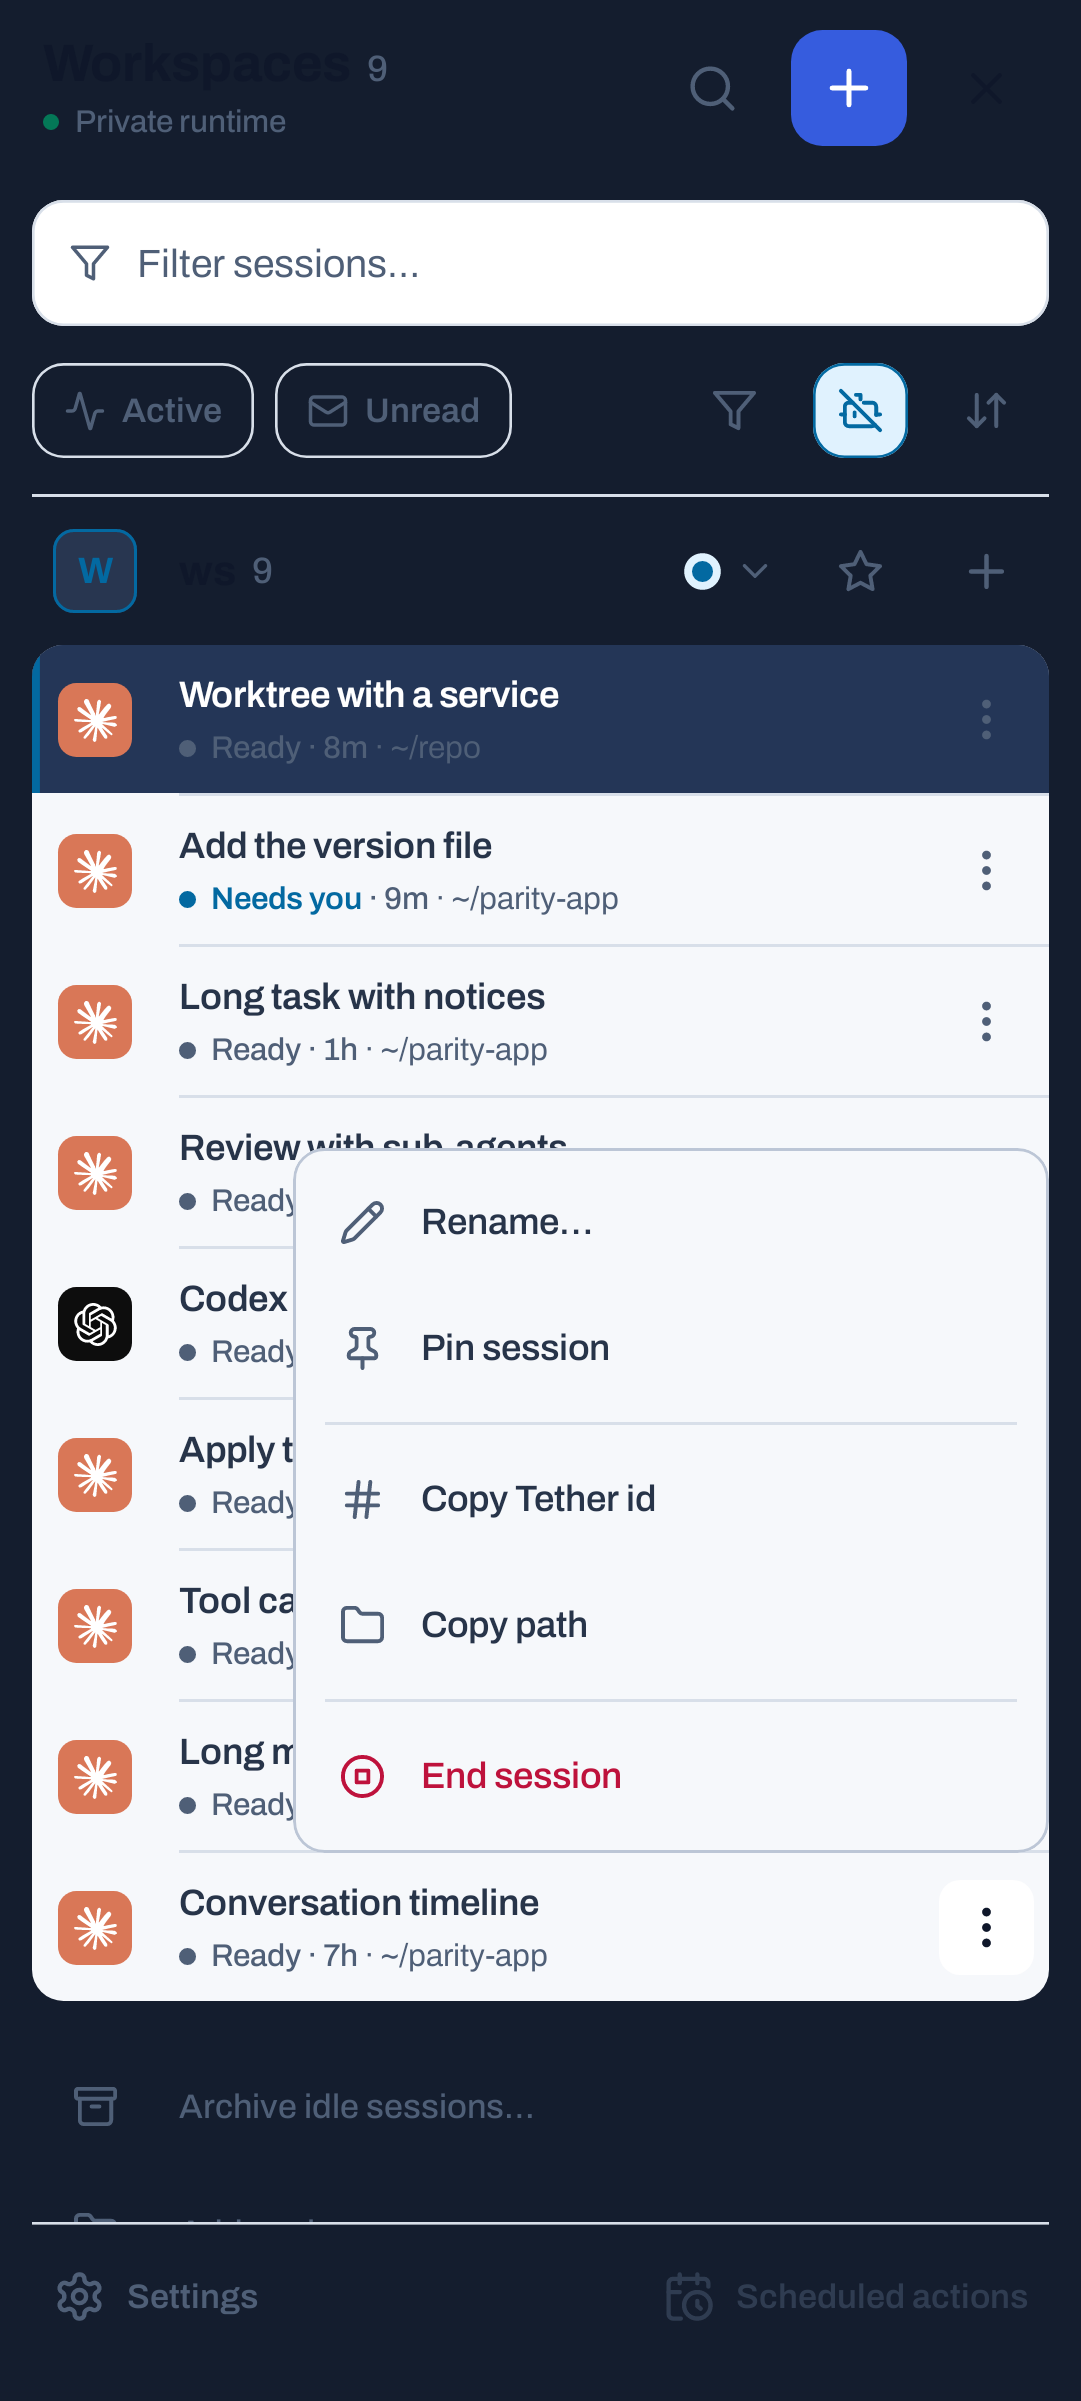 Workspaces 9
Private runtime
Filter sessions...
Active
Unread
W ws 9
Worktree with a service
Ready · 8m · ~/repo
Add the version file
Needs you · 9m · ~/parity-app
Long task with notices
Ready · 1h · ~/parity-app
Review with sub-agents
Ready
Rename...
Codex
Ready
Pin session
Apply
Ready
Copy Tether id
Tool
Ready
Copy path
Long
Ready
End session
Conversation timeline
Ready · 7h · ~/parity-app
Archive idle sessions...
Settings
Scheduled actions